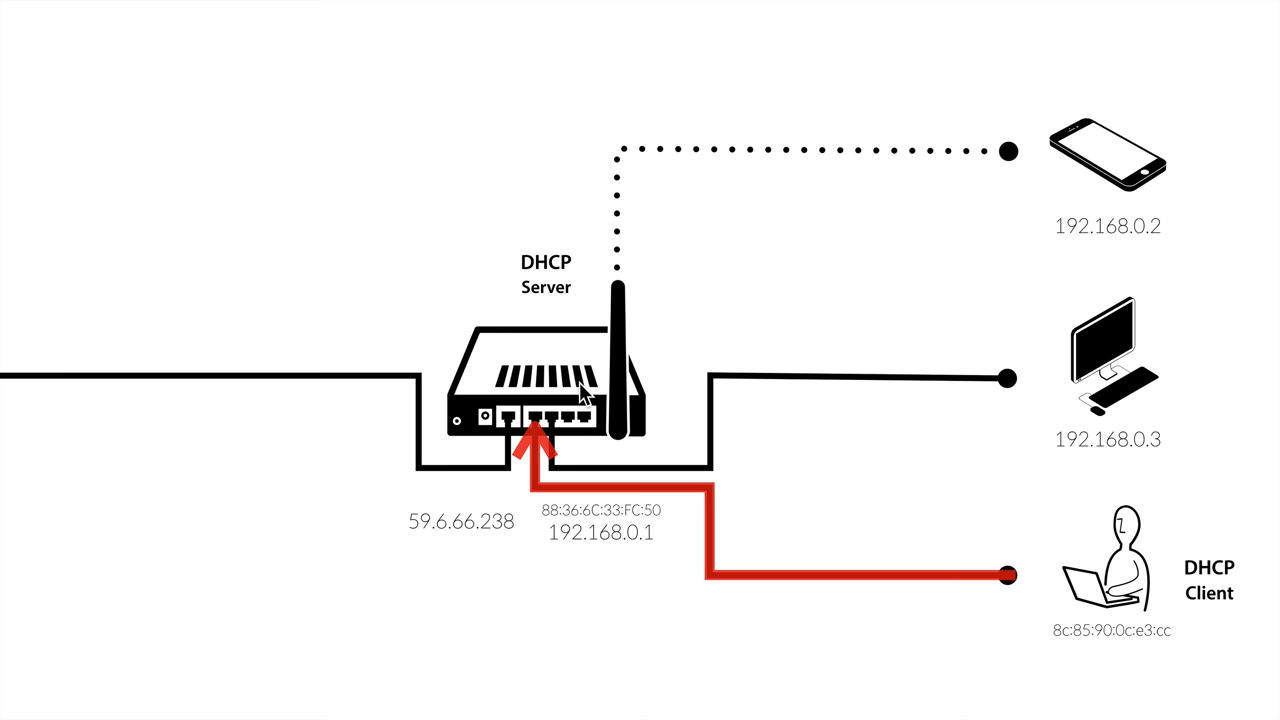 192.168.0.2
DHCP
Server
192.168.0.3
59.6.66.238
88:36:6C:33:FC:50
192.168.0.1
DHCP
Client
8c:85:90:0c:e3:cc